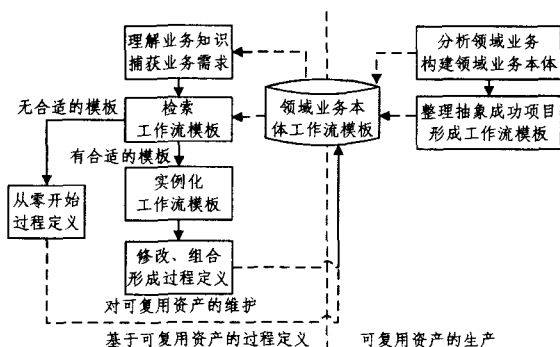 理解业务知识
捕获业务需求
分析领域业务
构建领域业务本体
无合适的模板
检索
工作流模板
领域业务本
体工作流模板
整理抽象成功项目
形成工作流模板
有合适的模板
从零开始
过程定义
实例化
工作流模板
修改、组合
形成过程定义
对可复用资产的维护
基于可复用资产的过程定义
可复用资产的生产